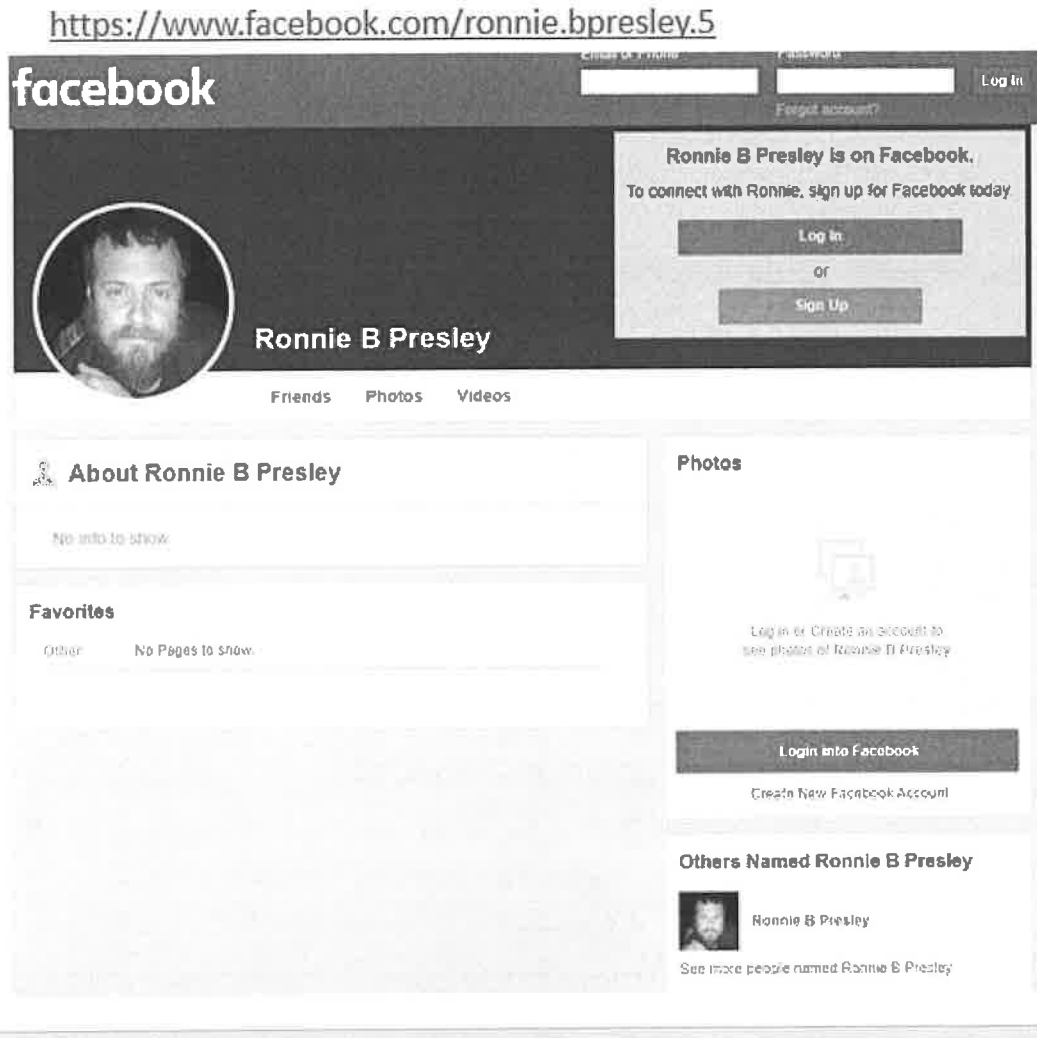 https://www.facebook.com/ronnie.bpresley.5
facebook
Email or Phone
Password
Log In
Forgot account?
Ronnie B Presley is on Facebook.
To connect with Ronnie, sign up for Facebook today.
Log In
or
Sign Up
Ronnie B Presley
Friends Photos Videos
About Ronnie B Presley
No info to show
Favorites
Other No Pages to show.
Photos
Log in or Create an account to
see photos of Ronnie B Presley
Login into Facebook
Create New Facebook Account
Others Named Ronnie B Presley
Ronnie B Presley
See more people named Ronnie B Presley